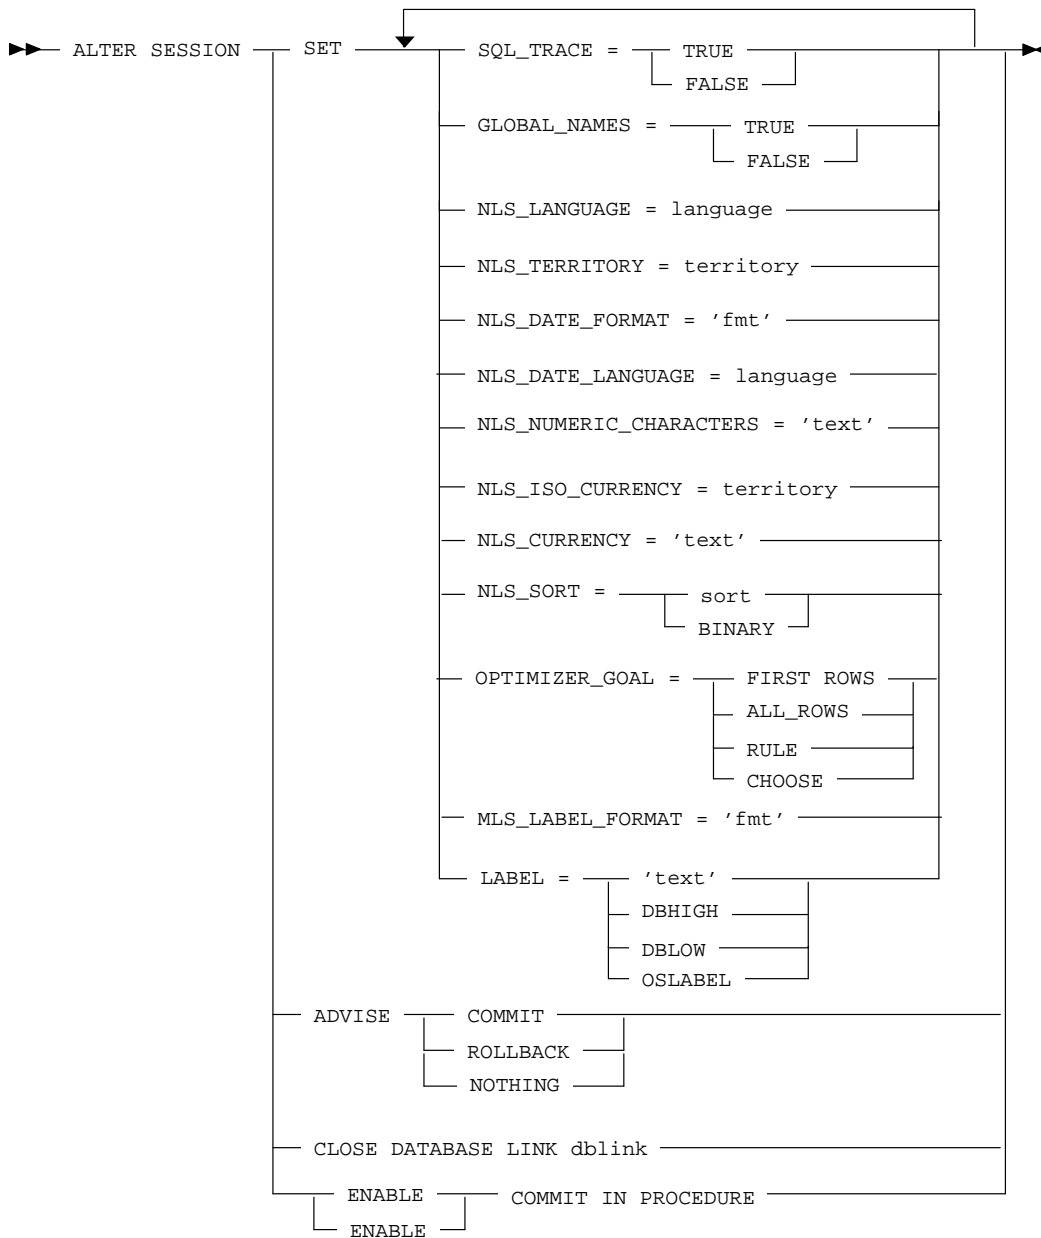 ALTER SESSION SET SQL_TRACE = TRUE
FALSE
GLOBAL_NAMES = TRUE
FALSE
NLS_LANGUAGE = language
NLS_TERRITORY = territory
NLS_DATE_FORMAT = ’fmt’
NLS_DATE_LANGUAGE = language
NLS_NUMERIC_CHARACTERS = ’text’
NLS_ISO_CURRENCY = territory
NLS_CURRENCY = ’text’
NLS_SORT = sort
BINARY
OPTIMIZER_GOAL = FIRST ROWS
ALL_ROWS
RULE
CHOOSE
MLS_LABEL_FORMAT = ’fmt’
LABEL = ’text’
DBHIGH
DBLOW
OSLABEL
ADVISE COMMIT
ROLLBACK
NOTHING
CLOSE DATABASE LINK dblink
ENABLE COMMIT IN PROCEDURE
ENABLE